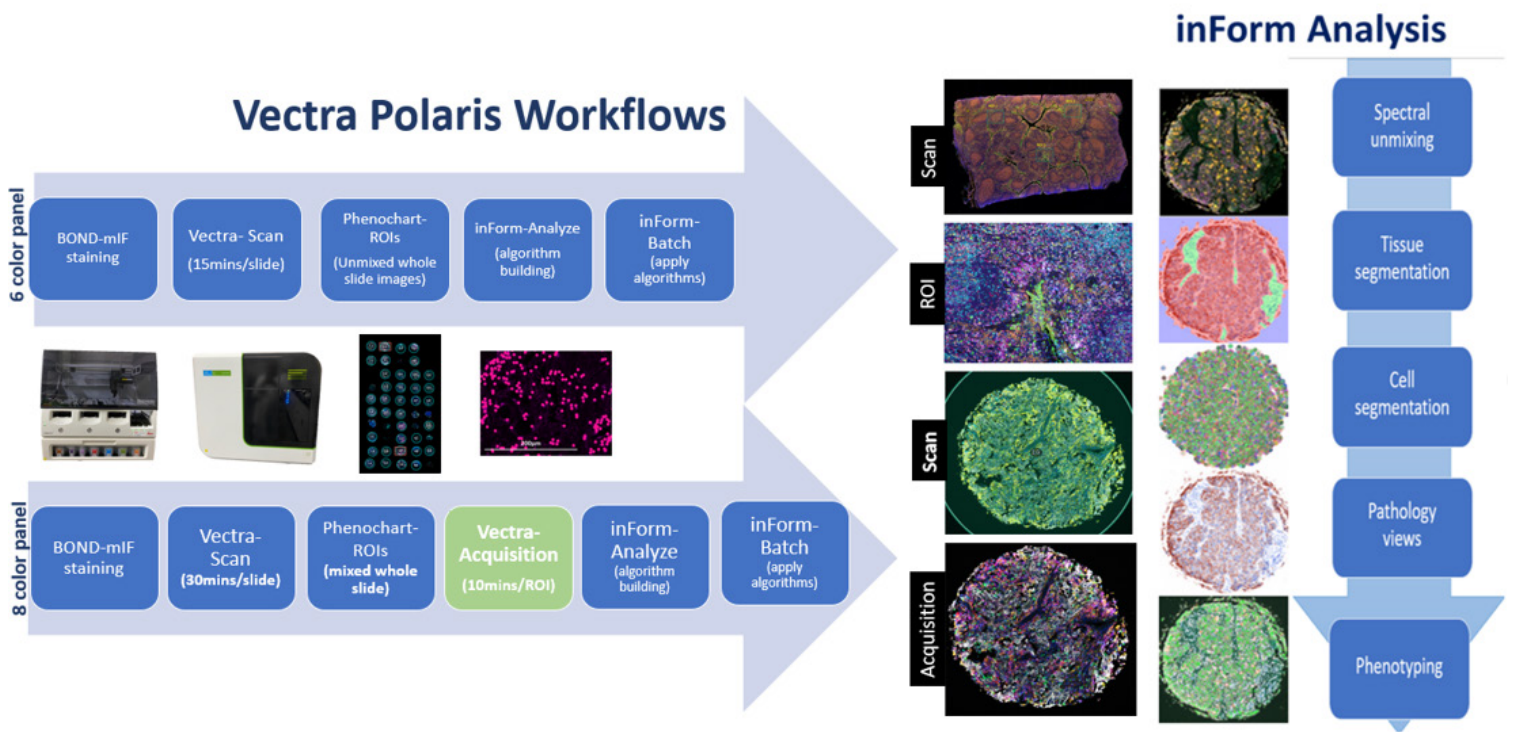 inForm Analysis
Vectra Polaris Workflows
6 color panel
BOND-mIF
staining
Vectra- Scan
(15mins/slide)
Phenochart-
ROIs
(Unmixed whole
slide images)
inForm-Analyze
(algorithm
building)
inForm-
Batch
(apply
algorithms)
200µm
8 color panel
BOND-mIF
staining
Vectra-
Scan
(30mins/slide)
Phenochart-
ROIs
(mixed whole
slide)
Vectra-
Acquisition
(10mins/ROI)
inForm-
Analyze
(algorithm
building)
inForm-
Batch
(apply
algorithms)
Scan
ROI
Scan
Acquisition
Spectral
unmixing
Tissue
segmentation
Cell
segmentation
Pathology
views
Phenotyping